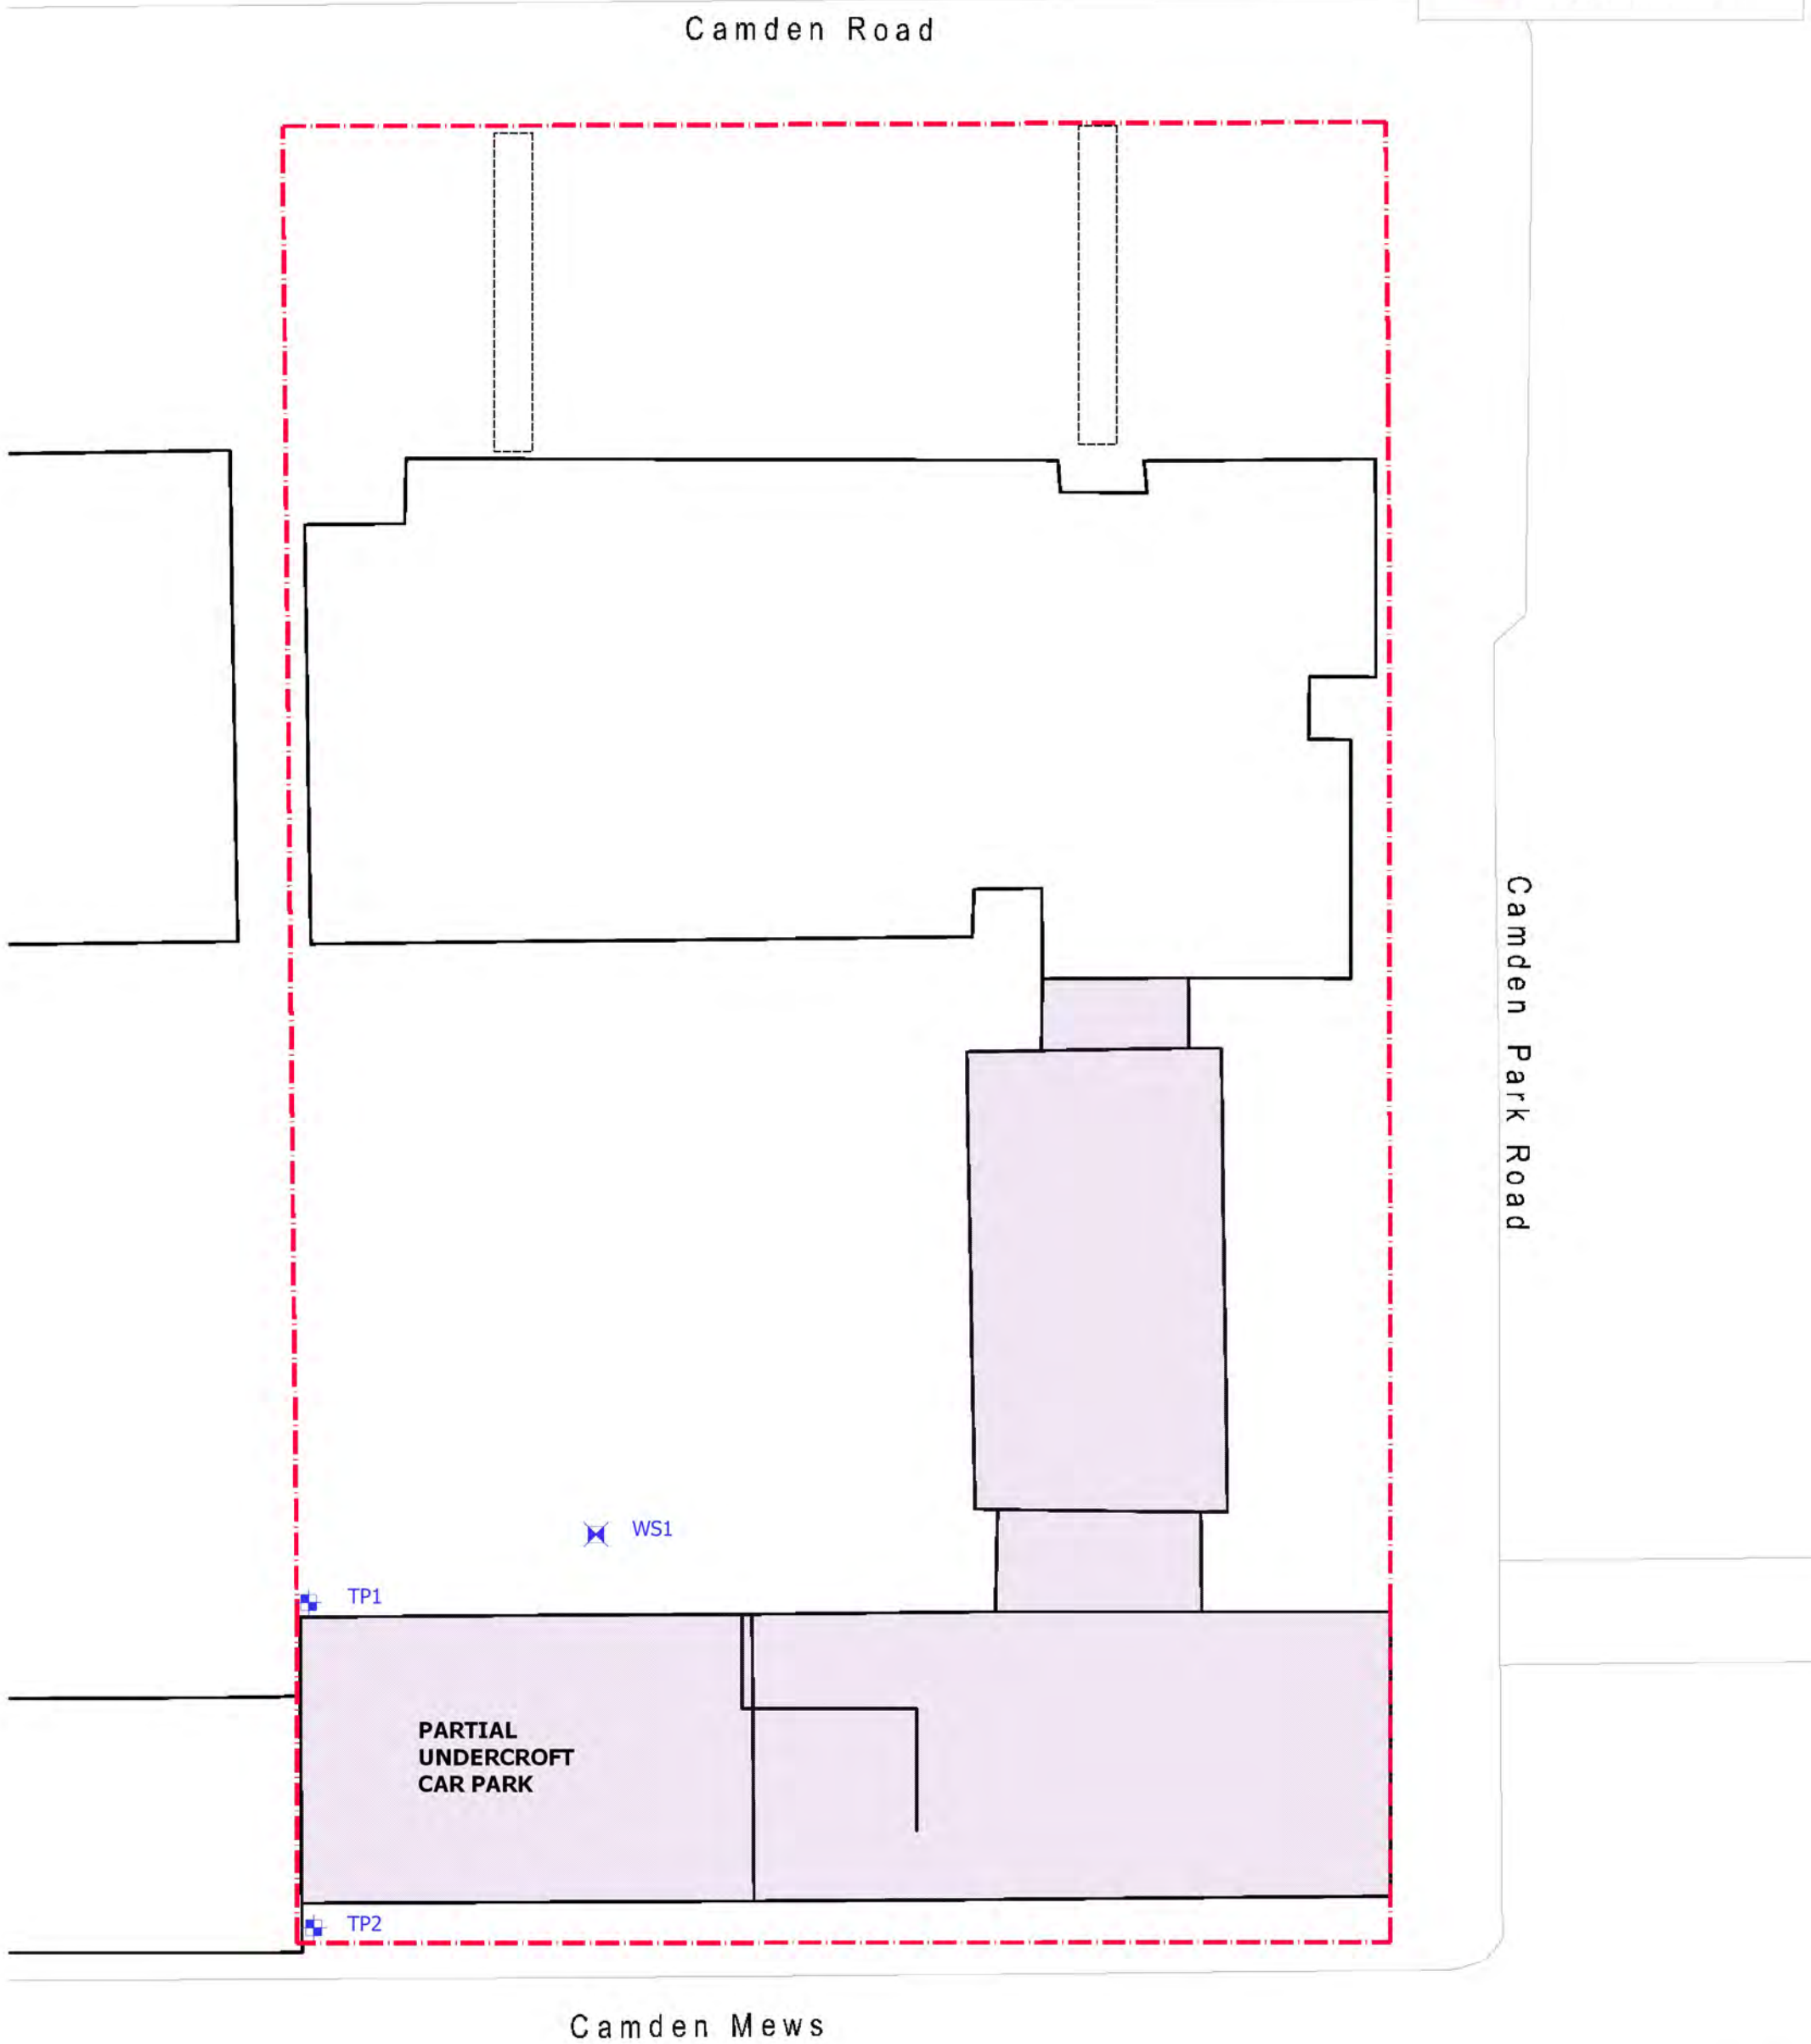 Camden Road
Camden Park Road
WS1
TP1
PARTIAL
UNDERCROFT
CAR PARK
TP2
Camden Mews